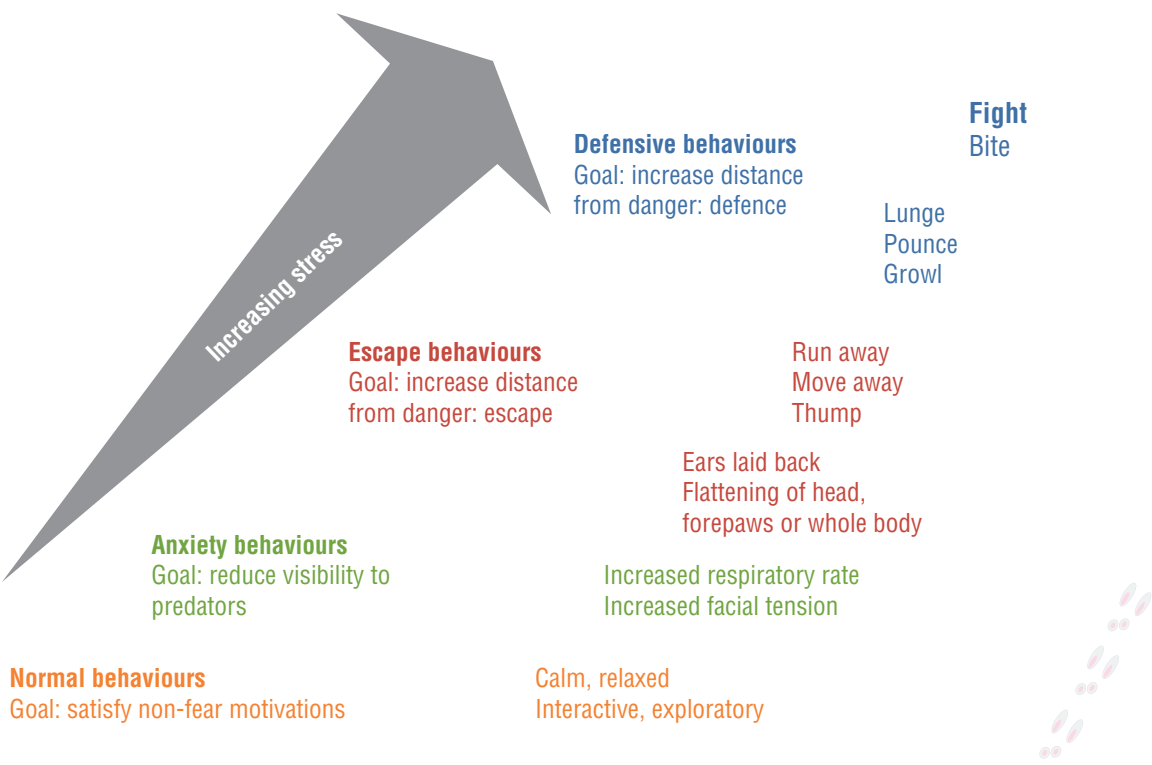 Fight
Bite
Defensive behaviours
Goal: increase distance
from danger: defence
Lunge
Pounce
Growl
Increasing stress
Escape behaviours
Goal: increase distance
from danger: escape
Run away
Move away
Thump
Ears laid back
Flattening of head,
forepaws or whole body
Anxiety behaviours
Goal: reduce visibility to
predators
Increased respiratory rate
Increased facial tension
Normal behaviours
Goal: satisfy non-fear motivations
Calm, relaxed
Interactive, exploratory